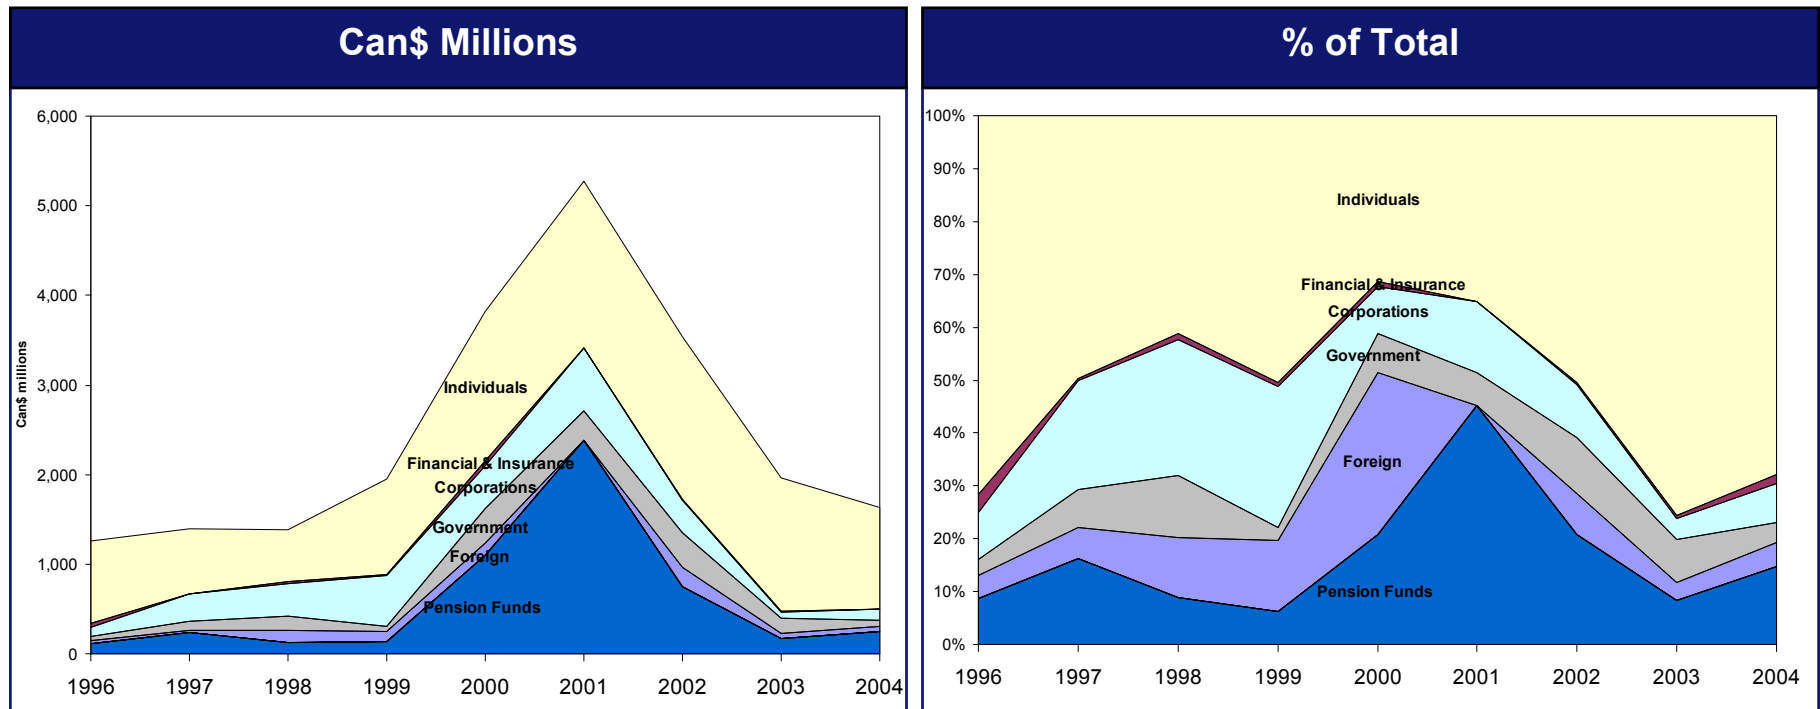 Can$ Millions
6,000
5,000
4,000
3,000
2,000
1,000
0
Can$ millions
Individuals
Financial & Insurance
Corporations
Government
Foreign
Pension Funds
1996 1997 1998 1999 2000 2001 2002 2003 2004
% of Total
100%
90%
80%
70%
60%
50%
40%
30%
20%
10%
0%
Individuals
Financial & Insurance
Corporations
Government
Foreign
Pension Funds
1996 1997 1998 1999 2000 2001 2002 2003 2004